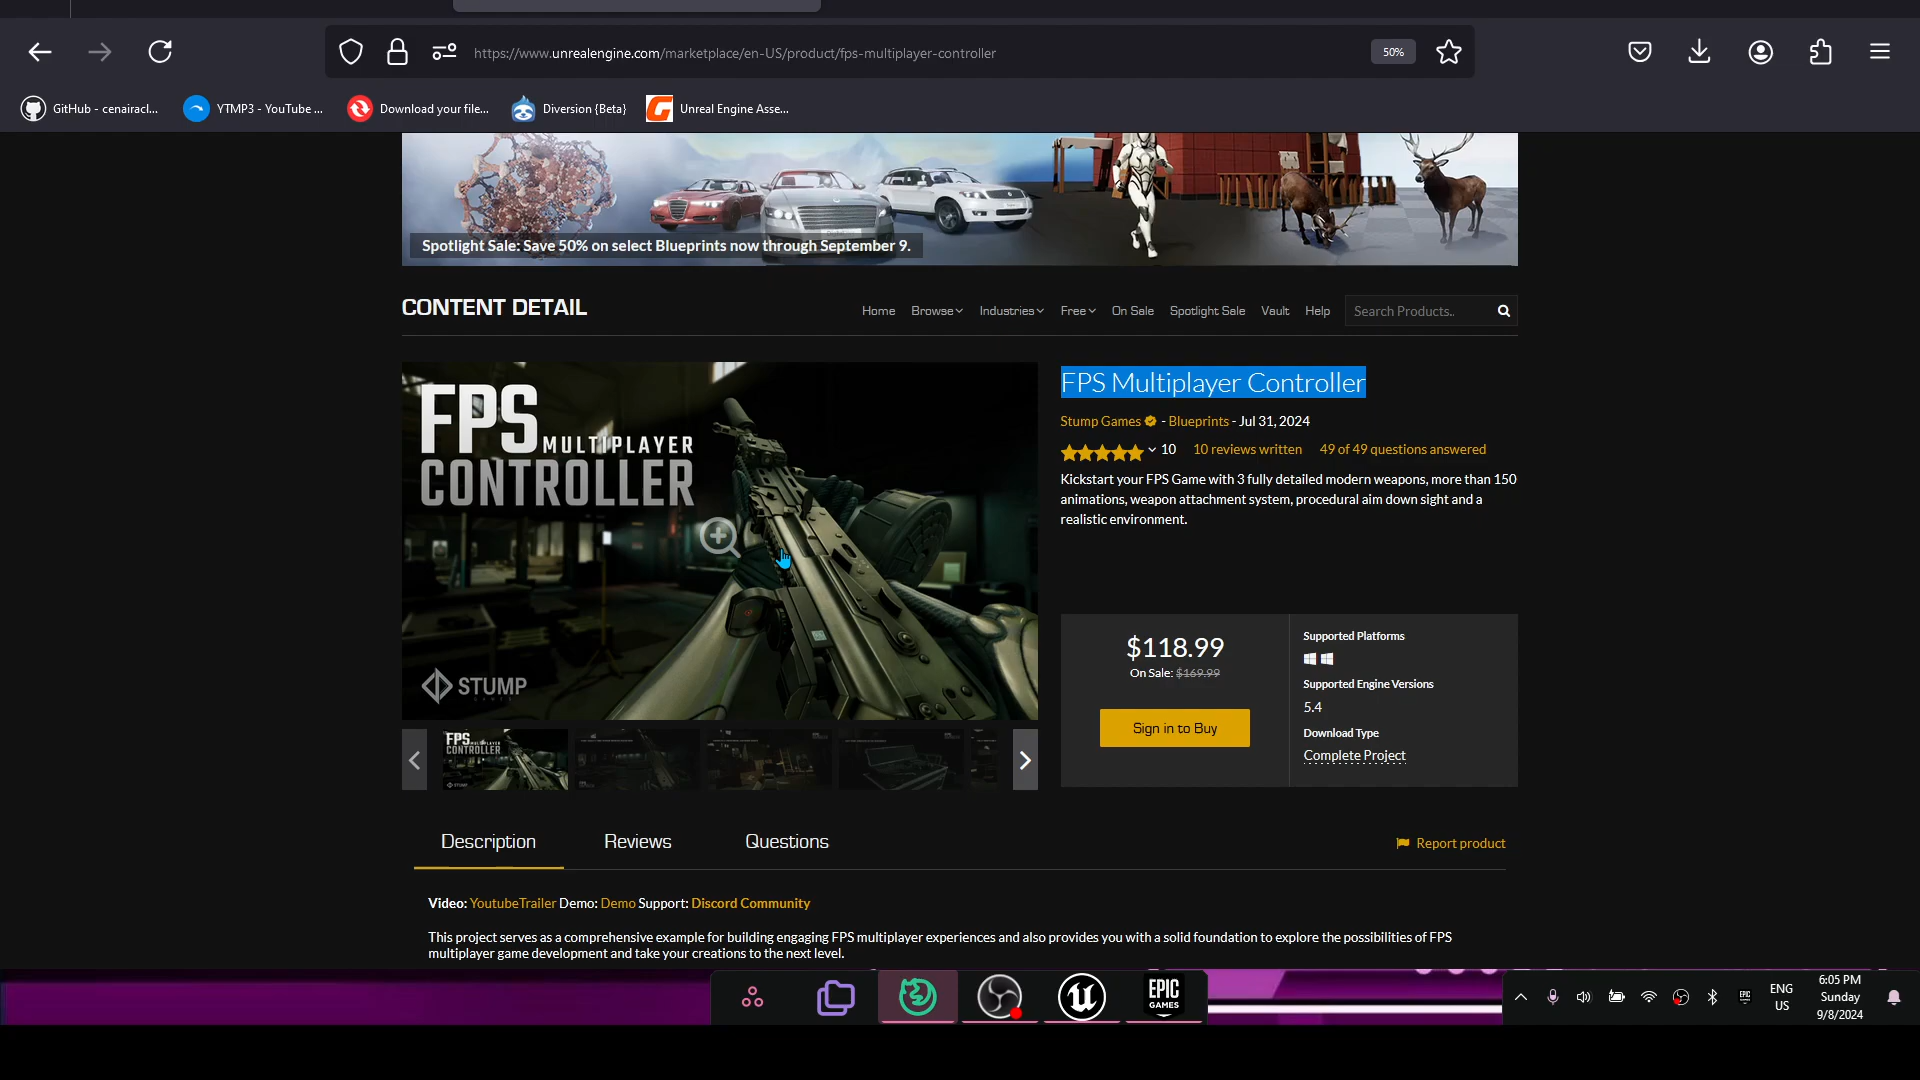 https://www.unrealengine.com/marketplace/en-US/product/fps-multiplayer-controller
50%
GitHub - cenairacl...
YTMP3 - YouTube ...
Download your file...
Diversion {Beta}
Unreal Engine Asse...
Spotlight Sale: Save 50% on select Blueprints now through September 9.
CONTENT DETAIL
Home
Browse
Industries
Free
On Sale
Spotlight Sale
Vault
Help
Search Products..
FPS MULTIPLAYER
CONTROLLER
STUMP
GAMES
FPS Multiplayer Controller
Stump Games - Blueprints - Jul 31, 2024
10 10 reviews written 49 of 49 questions answered
Kickstart your FPS Game with 3 fully detailed modern weapons, more than 150
animations, weapon attachment system, procedural aim down sight and a
realistic environment.
$118.99
On Sale: $169.99
Sign in to Buy
Supported Platforms
Supported Engine Versions
5.4
Download Type
Complete Project
FPS MULTIPLAYER
CONTROLLER
STUMP
Description
Reviews
Questions
Report product
Video: YoutubeTrailer Demo: Demo Support: Discord Community
This project serves as a comprehensive example for building engaging FPS multiplayer experiences and also provides you with a solid foundation to explore the possibilities of FPS
multiplayer game development and take your creations to the next level.
EPIC
GAMES
EPIC
ENG
US
6:05 PM
Sunday
9/8/2024